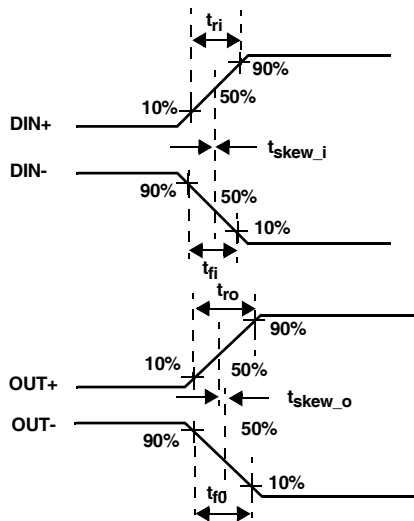 tri
90%
10%
50%
DIN+
tskew_i
DIN-
90%
50%
10%
tfi
tro
90%
10%
50%
OUT+
tskew_o
OUT-
90%
50%
10%
tf0